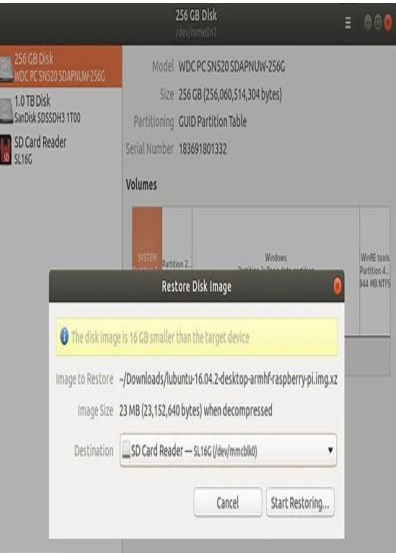 256 GB Disk
/dev/nvme0n1
256 GB Disk
WDC PC SN520 SDAPNUW-256G
1.0 TB Disk
SanDisk SDSSDH3 1T00
SD Card Reader
SL16G
Model WDC PC SN520 SDAPNUW-256G
Size 256 GB (256,060,514,304 bytes)
Partitioning GUID Partition Table
Serial Number 183691801332
Volumes
SYSTEM
Partition 2...
Windows
WinRE tools
Partition 4...
944 MB NTFS
Restore Disk Image
The disk image is 16 GB smaller than the target device
Image to Restore ~/Downloads/lubuntu-16.04.2-desktop-armhf-raspberry-pi.img.xz
Image Size 23 MB (23,152,640 bytes) when decompressed
Destination SD Card Reader — SL16G (/dev/mmcblk0)
Cancel Start Restoring...